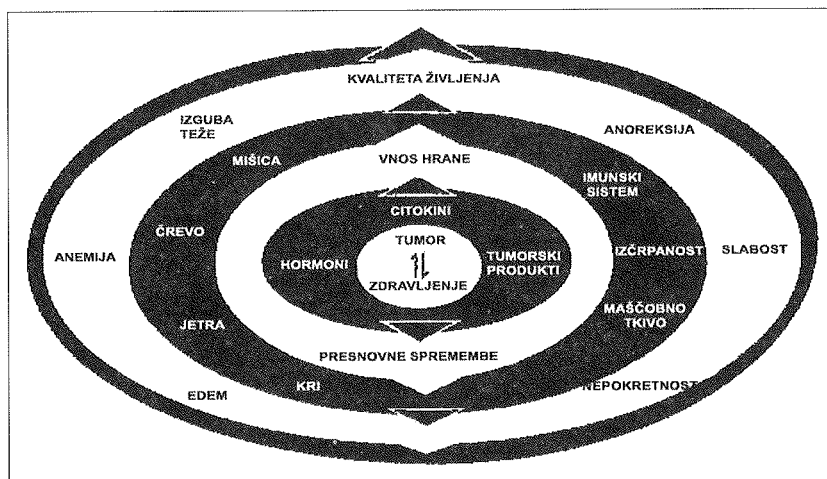 KVALITETA ŽIVLJENJA
IZGUBA
TEŽE
ANOREKSIJA
MIŠICA
VNOS HRANE
IMUNSKI
SISTEM
CITOKINI
ČREVO
TUMOR
ANEMIJA
HORMONI
TUMORSKI
PRODUKTI
IZČRPANOST
SLABOST
ZDRAVLJENJE
MAŠČOBNO
TKIVO
JETRA
PRESNOVNE SPREMEMBE
KRI
NEPOKRETNOST
EDEM